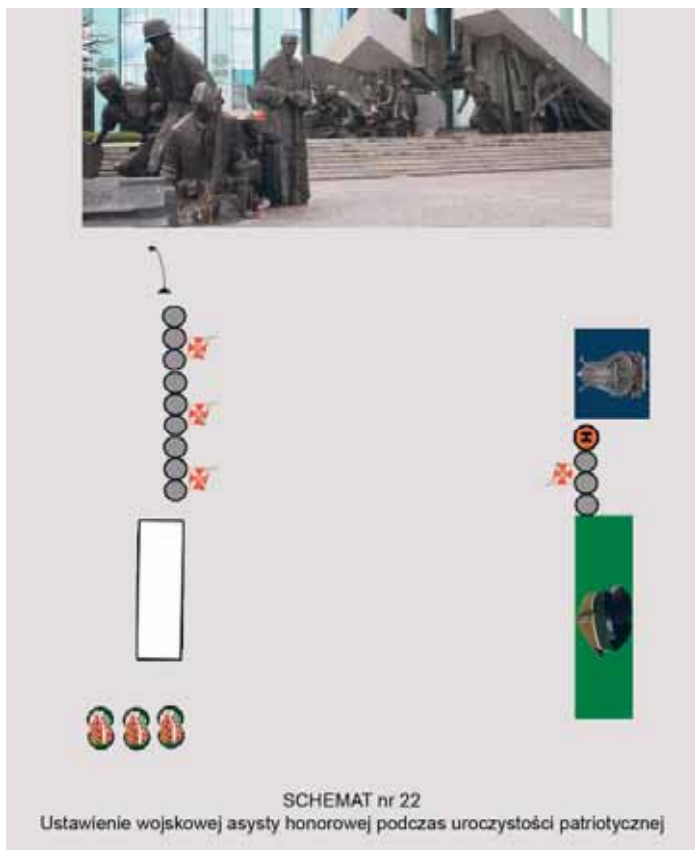 H
SCHEMAT nr 22
Ustawienie wojskowej asysty honorowej podczas uroczystości patriotycznej